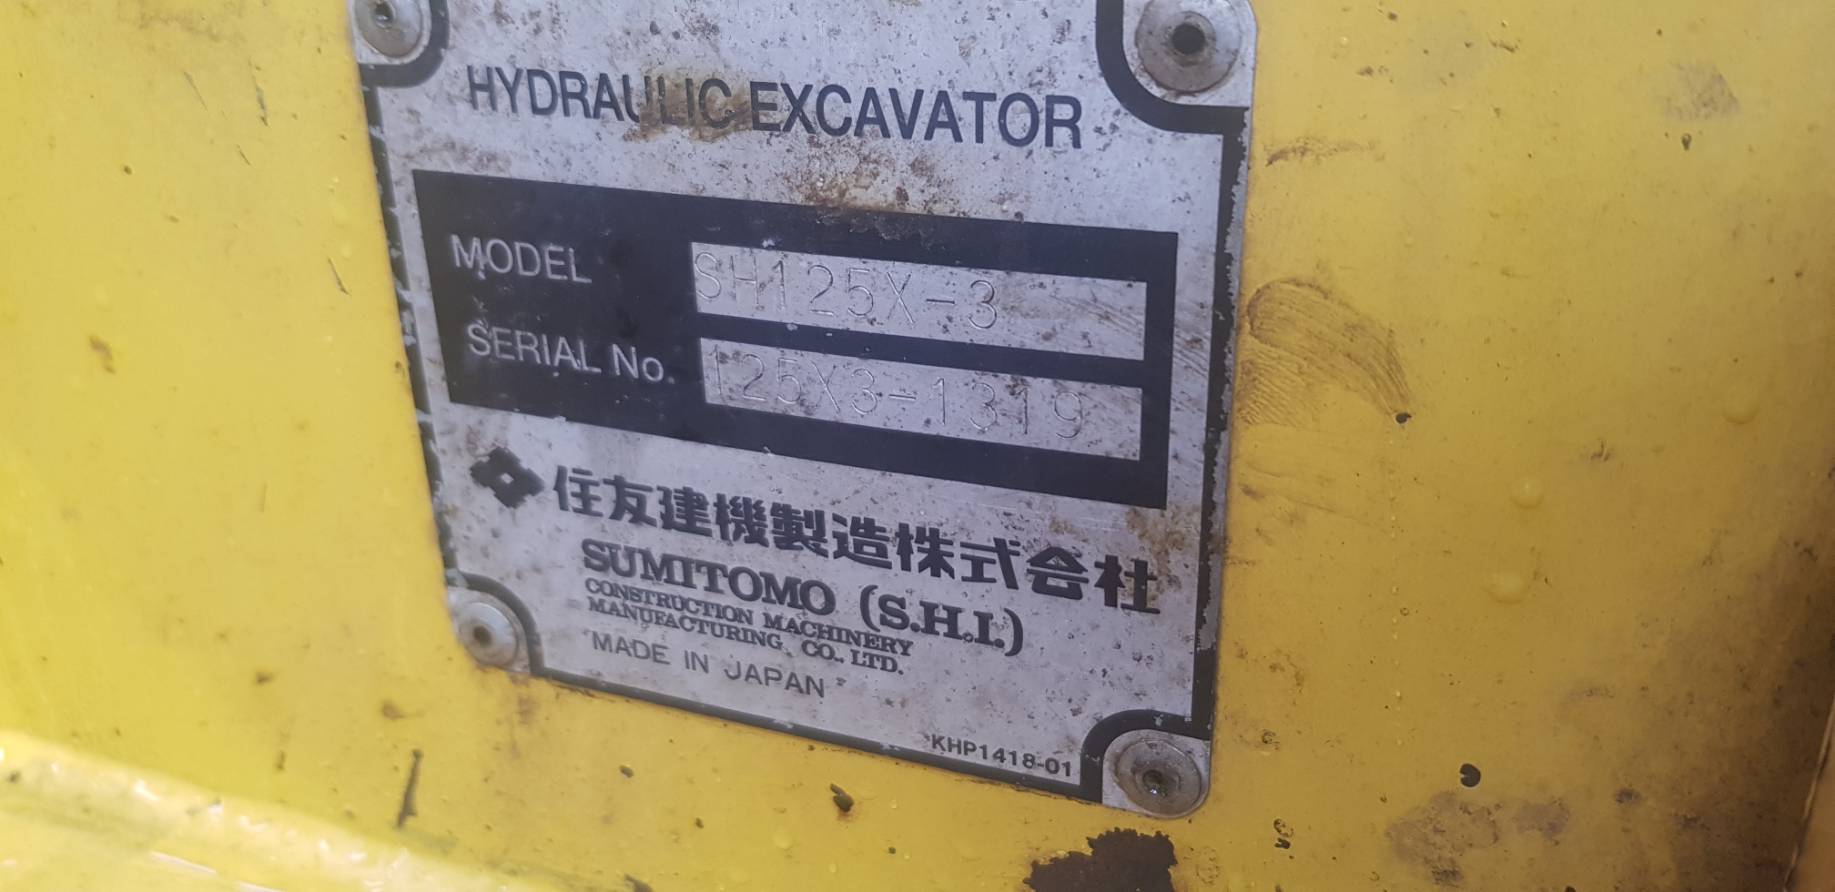 HYDRAULIC EXCAVATOR
MODEL SH125X-3
SERIAL No. 125X3-1319
住友建機製造株式会社
SUMITOMO (S.H.I.)
CONSTRUCTION MACHINERY
MANUFACTURING, CO., LTD.
MADE IN JAPAN
KHP1418-01